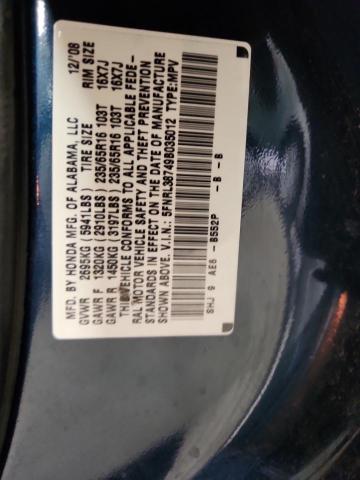 MFD. BY HONDA MFG. OF ALABAMA, LLC 12/08
GVWR 2695KG (5941LBS) TIRE SIZE RIM SIZE
GAWR F 1320KG (2910LBS) 235/65R16 103T 16X7J
GAWR R 1450KG (3195LBS) 235/65R16 103T 16X7J
THIS VEHICLE CONFORMS TO ALL APPLICABLE FEDE-
RAL MOTOR VEHICLE SAFETY AND THEFT PREVENTION
STANDARDS IN EFFECT ON THE DATE OF MANUFACTURE
SHOWN ABOVE. V.I.N.: 5FNRL38749B035012 TYPE:MPV
SHJ 9 AE6 - B552P - B - B